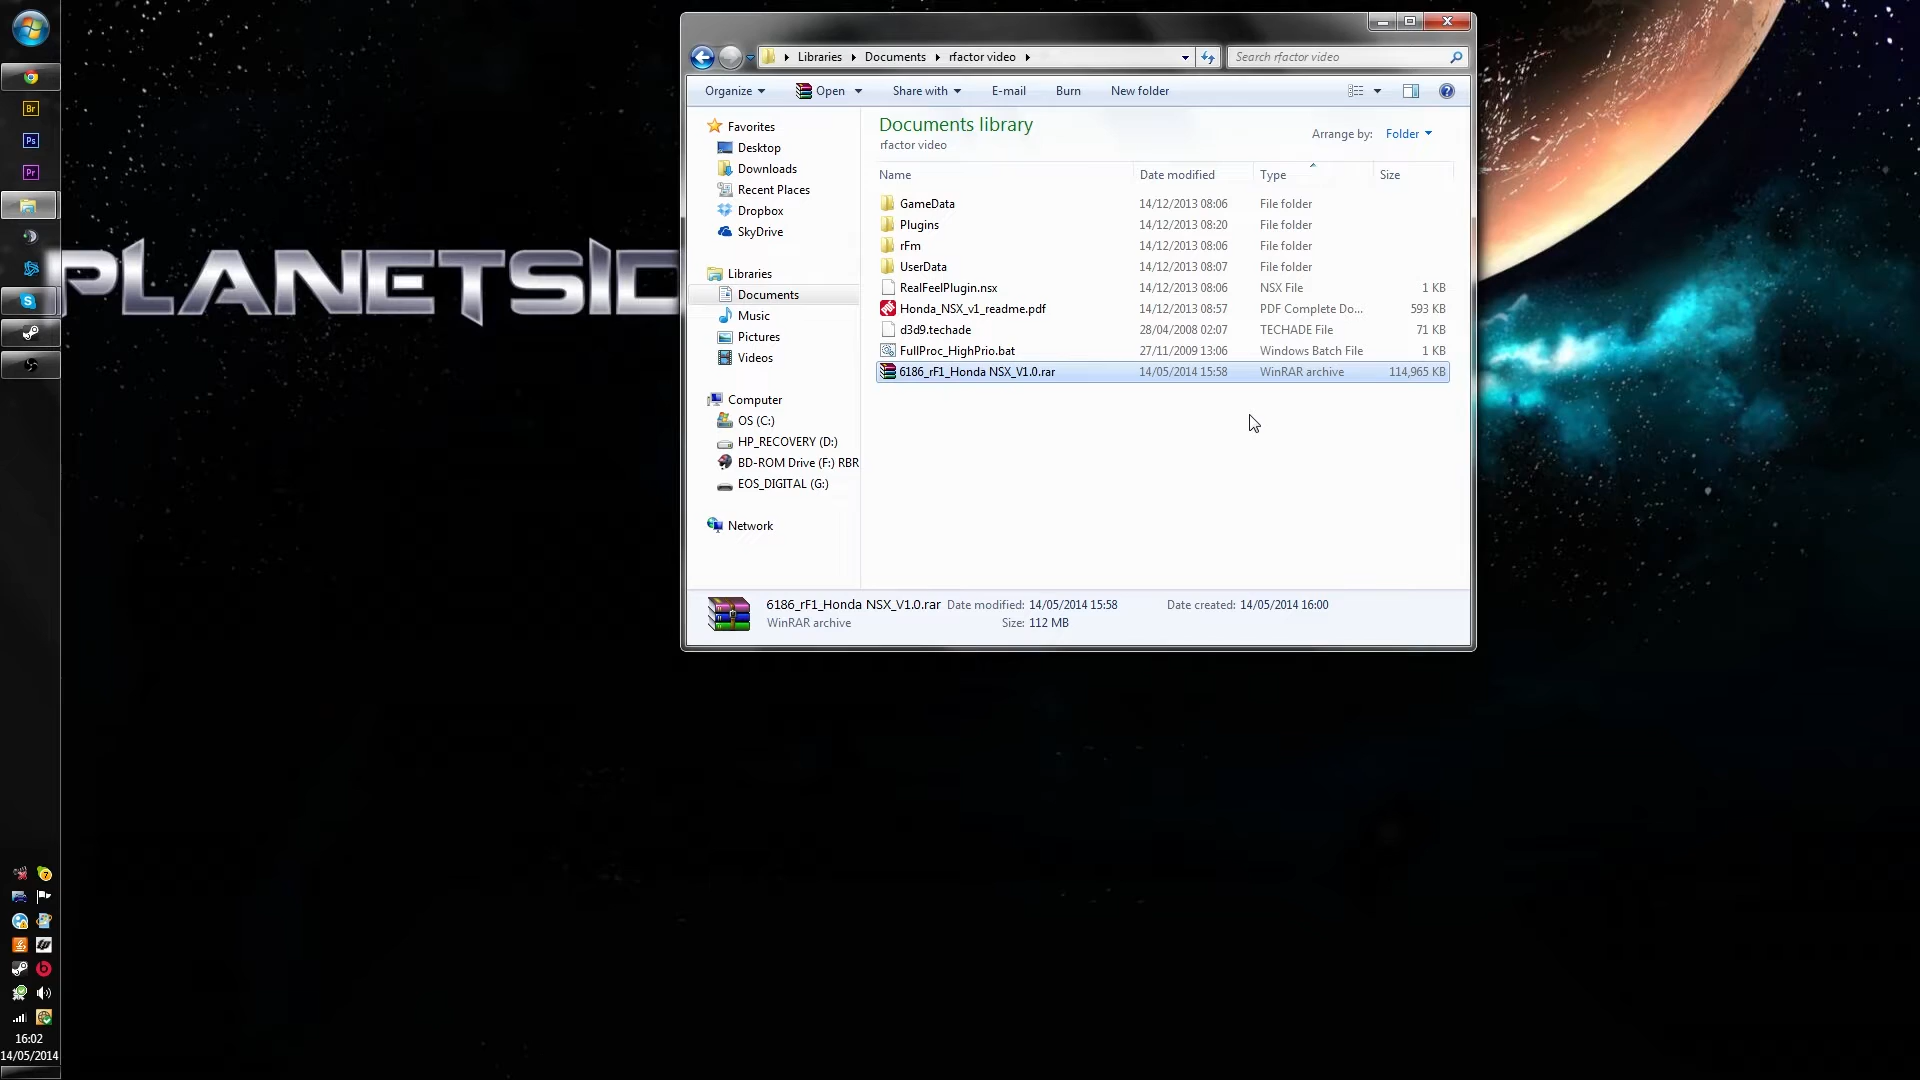 Libraries Documents rfactor video
Search rfactor video
Organize Open Share with E-mail Burn New folder
Favorites
Desktop
Downloads
Recent Places
Dropbox
SkyDrive
Libraries
Documents
Music
Pictures
Videos
Computer
OS (C:)
HP_RECOVERY (D:)
BD-ROM Drive (F:) RBR
EOS_DIGITAL (G:)
Network
Documents library
rfactor video
Arrange by: Folder
Name Date modified Type Size
GameData 14/12/2013 08:06 File folder
Plugins 14/12/2013 08:20 File folder
rFm 14/12/2013 08:06 File folder
UserData 14/12/2013 08:07 File folder
RealFeelPlugin.nsx 14/12/2013 08:06 NSX File 1 KB
Honda_NSX_v1_readme.pdf 14/12/2013 08:57 PDF Complete Do... 593 KB
d3d9.techade 28/04/2008 02:07 TECHADE File 71 KB
FullProc_HighPrio.bat 27/11/2009 13:06 Windows Batch File 1 KB
6186_rF1_Honda NSX_V1.0.rar 14/05/2014 15:58 WinRAR archive 114,965 KB
6186_rF1_Honda NSX_V1.0.rar Date modified: 14/05/2014 15:58 Date created: 14/05/2014 16:00
WinRAR archive Size: 112 MB
PLANETSID
Br
Ps
Pr
16:02
14/05/2014